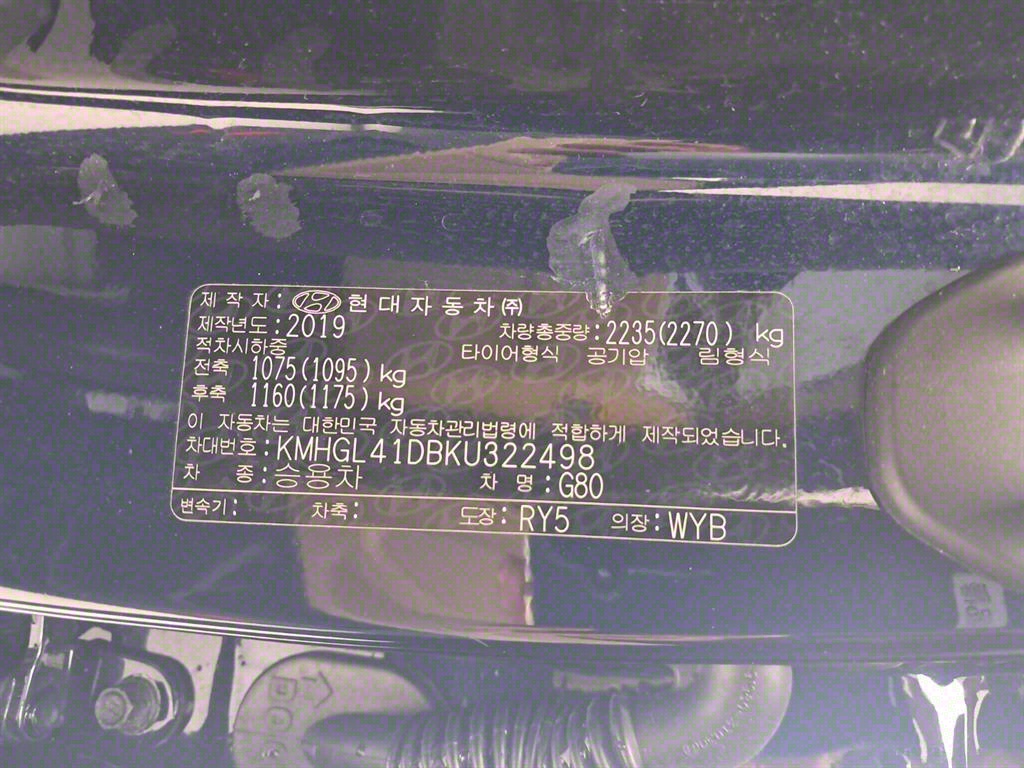 제작자: 현대자동차(주)
제작년도:2019 차량총중량:2235(2270) kg
적차시하중 타이어형식 공기압 림형식
전축 1075(1095)kg
후축 1160(1175)kg
이 자동차는 대한민국 자동차관리법령에 적합하게 제작되었습니다.
차대번호:KMHGL41DBKU322498
차 종:승용차 차 명:G80
변속기: 차축: 도장:RY5 의장:WYB